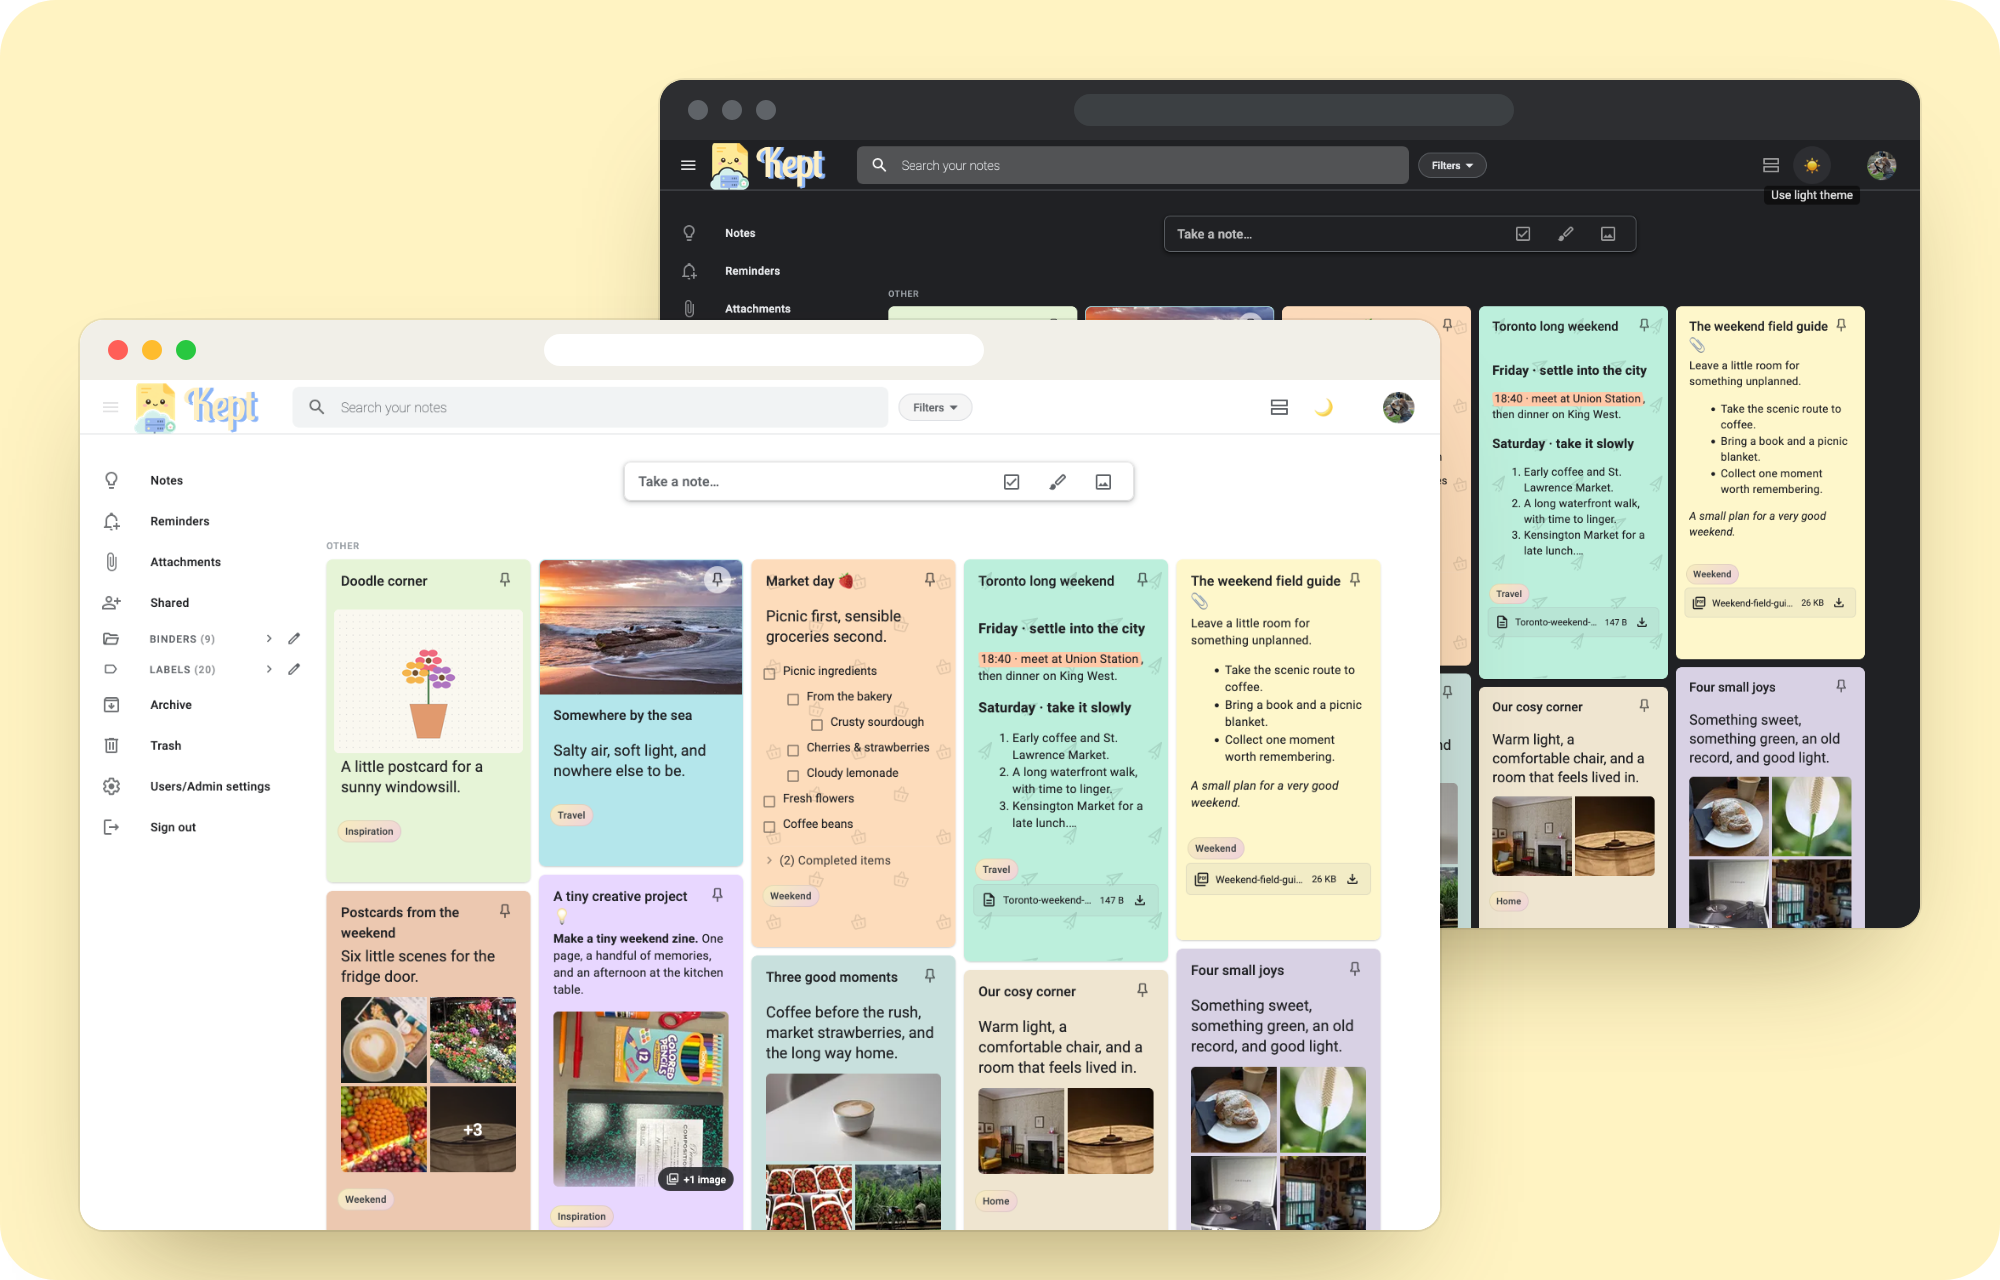 Kept
Search your notes
Filters
Use light theme
Notes
Take a note...
Reminders
Attachments
OTHER
Toronto long weekend
Friday · settle into the city
18:40 · meet at Union Station,
then dinner on King West.
Saturday · take it slowly
1. Early coffee and St.
Lawrence Market.
2. A long waterfront walk,
with time to linger.
3. Kensington Market for a
late lunch....
Travel
Toronto-weekend-... 147 B
The weekend field guide
Leave a little room for
something unplanned.
• Take the scenic route to
coffee.
• Bring a book and a picnic
blanket.
• Collect one moment
worth remembering.
A small plan for a very good
weekend.
Weekend
Weekend-field-gui... 26 KB
Our cosy corner
Warm light, a
comfortable chair, and a
room that feels lived in.
Home
Four small joys
Something sweet,
something green, an old
record, and good light.
Kept
Search your notes
Filters
Take a note...
Notes
Reminders
Attachments
Shared
BINDERS (9)
LABELS (20)
Archive
Trash
Users/Admin settings
Sign out
OTHER
Doodle corner
A little postcard for a
sunny windowsill.
Inspiration
Postcards from the
weekend
Six little scenes for the
fridge door.
+3
Weekend
Somewhere by the sea
Salty air, soft light, and
nowhere else to be.
Travel
A tiny creative project
Make a tiny weekend zine. One
page, a handful of memories,
and an afternoon at the kitchen
table.
COLORED
PENCILS
12
COMPOSITION
+1 image
Inspiration
Market day
Picnic first, sensible
groceries second.
Picnic ingredients
From the bakery
Crusty sourdough
Cherries & strawberries
Cloudy lemonade
Fresh flowers
Coffee beans
(2) Completed items
Weekend
Three good moments
Coffee before the rush,
market strawberries, and
the long way home.
Toronto long weekend
Friday · settle into the city
18:40 · meet at Union Station,
then dinner on King West.
Saturday · take it slowly
1. Early coffee and St.
Lawrence Market.
2. A long waterfront walk,
with time to linger.
3. Kensington Market for a
late lunch....
Travel
Toronto-weekend-... 147 B
Our cosy corner
Warm light, a
comfortable chair, and a
room that feels lived in.
Home
The weekend field guide
Leave a little room for
something unplanned.
• Take the scenic route to
coffee.
• Bring a book and a picnic
blanket.
• Collect one moment
worth remembering.
A small plan for a very good
weekend.
Weekend
Weekend-field-gui... 26 KB
Four small joys
Something sweet,
something green, an old
record, and good light.